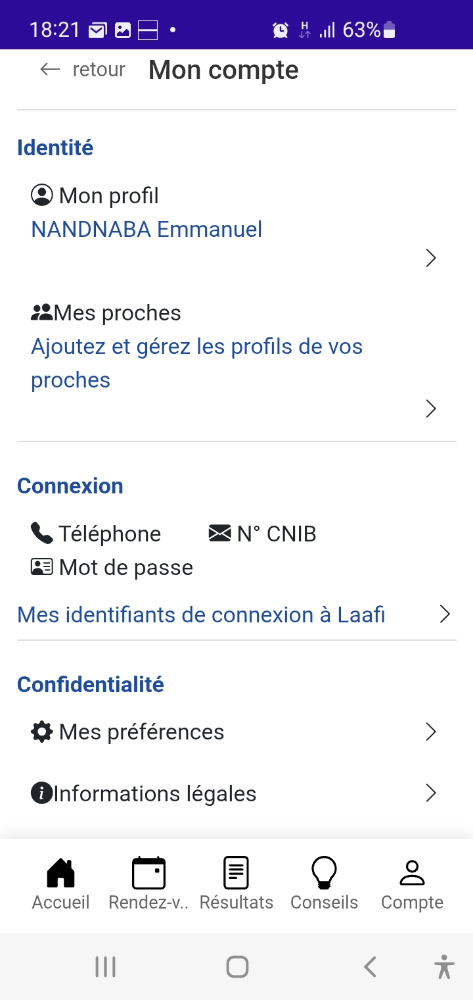 18:21 H 63%
← retour Mon compte
Identité
Mon profil
NANDNABA Emmanuel
Mes proches
Ajoutez et gérez les profils de vos
proches
Connexion
Téléphone N° CNIB
Mot de passe
Mes identifiants de connexion à Laafi
Confidentialité
Mes préférences
Informations légales
Accueil Rendez-v.. Résultats Conseils Compte